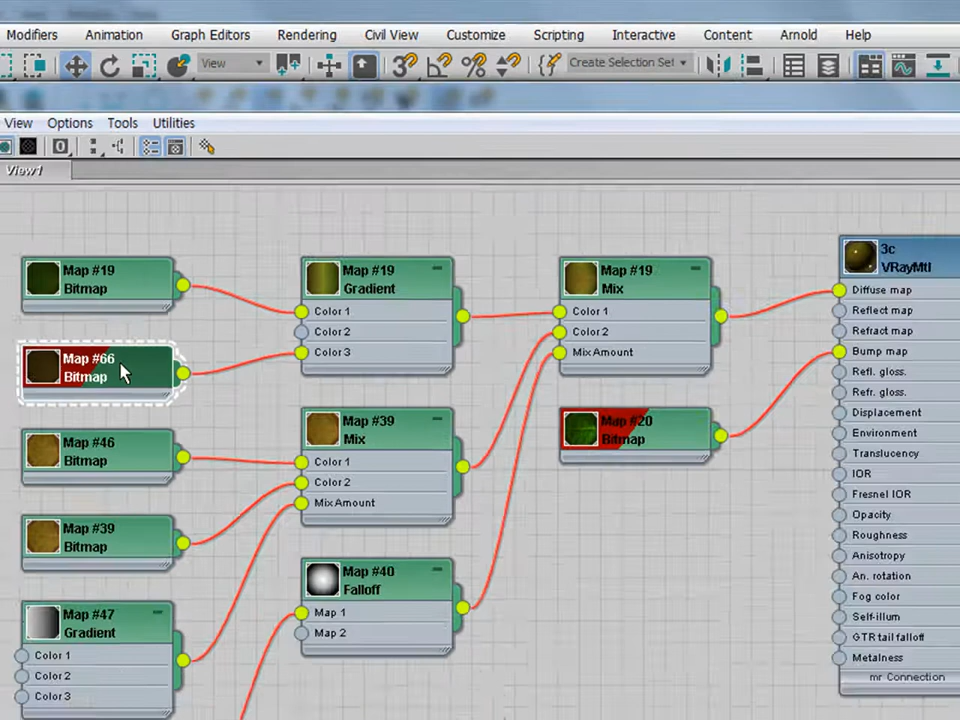 Modifiers Animation Graph Editors Rendering Civil View Customize Scripting Interactive Content Arnold Help
View 3 % Create Selection Set
View Options Tools Utilities
0
View1
Map #19
Bitmap
Map #66
Bitmap
Map #46
Bitmap
Map #39
Bitmap
Map #47
Gradient
Color 1
Color 2
Color 3
Map #19
Gradient
Color 1
Color 2
Color 3
Map #39
Mix
Color 1
Color 2
Mix Amount
Map #40
Falloff
Map 1
Map 2
Map #19
Mix
Color 1
Color 2
Mix Amount
Map #20
Bitmap
3c
VRayMtl
Diffuse map
Reflect map
Refract map
Bump map
Refl. gloss.
Refr. gloss.
Displacement
Environment
Translucency
IOR
Fresnel IOR
Opacity
Roughness
Anisotropy
An. rotation
Fog color
Self-illum
GTR tail falloff
Metalness
mr Connection